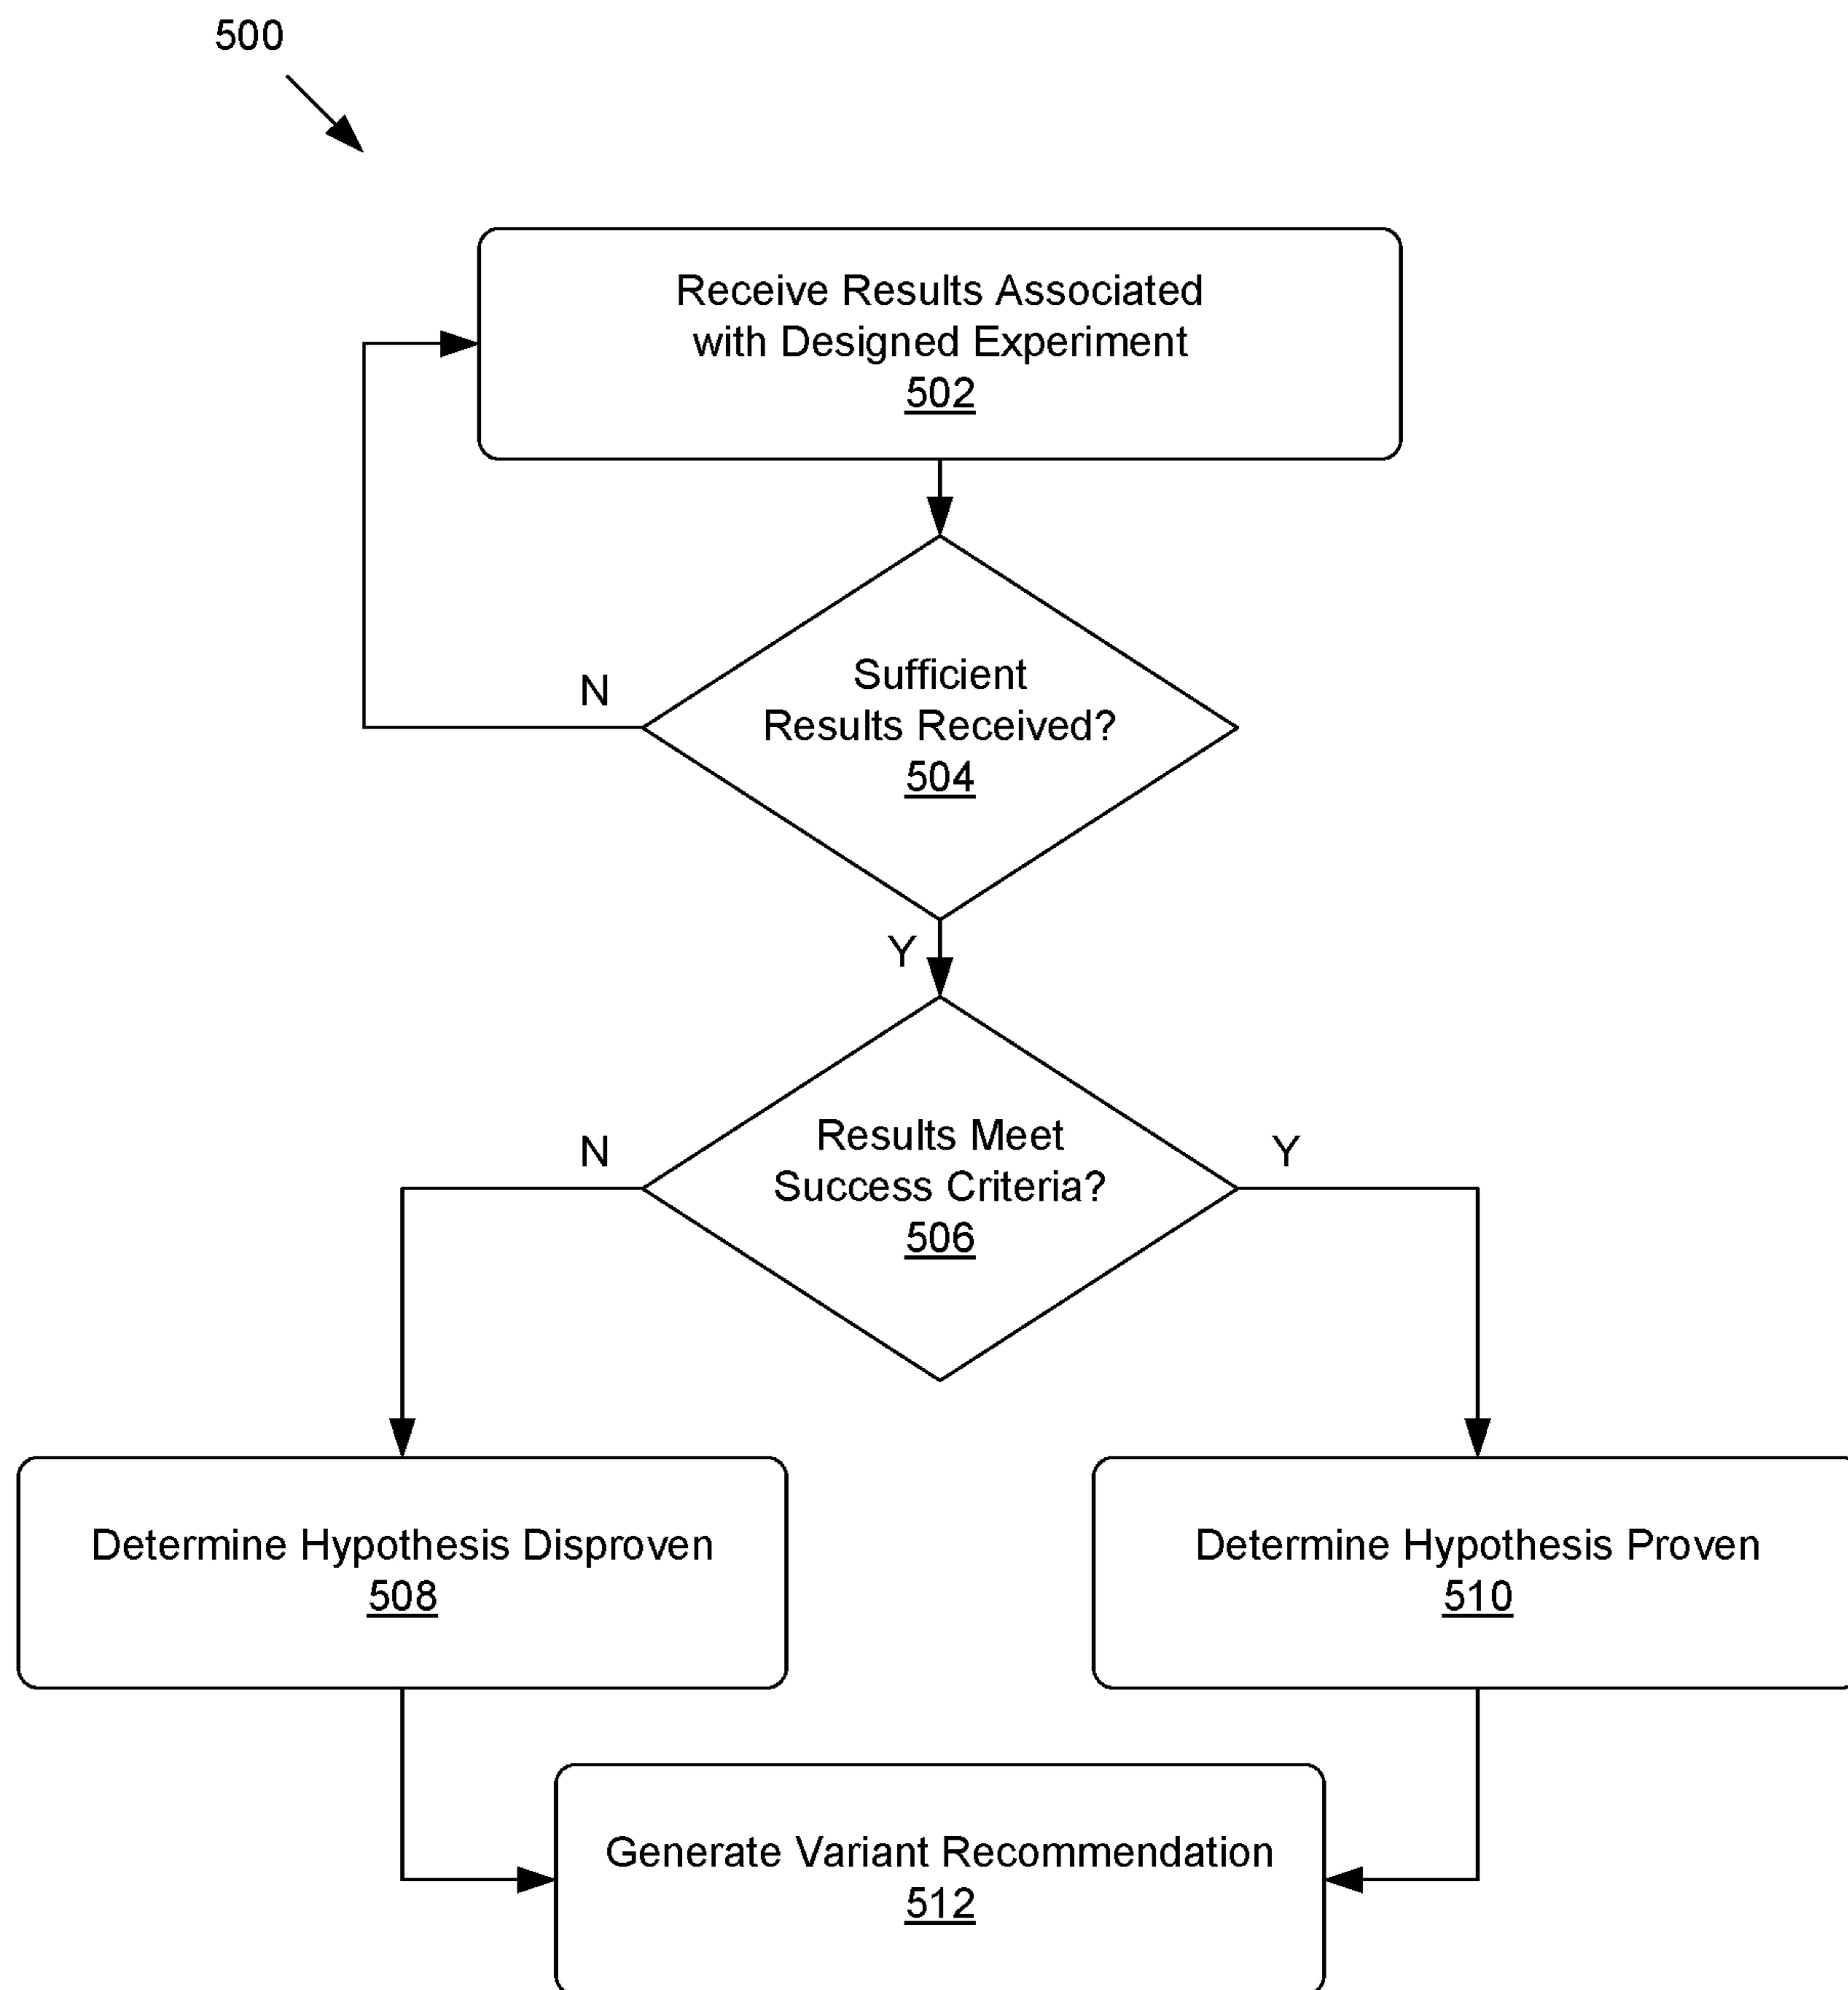 500
Receive Results Associated
with Designed Experiment
502
Sufficient
Results Received?
504
N
Y
Results Meet
Success Criteria?
506
N
Y
Determine Hypothesis Disproven
508
Determine Hypothesis Proven
510
Generate Variant Recommendation
512